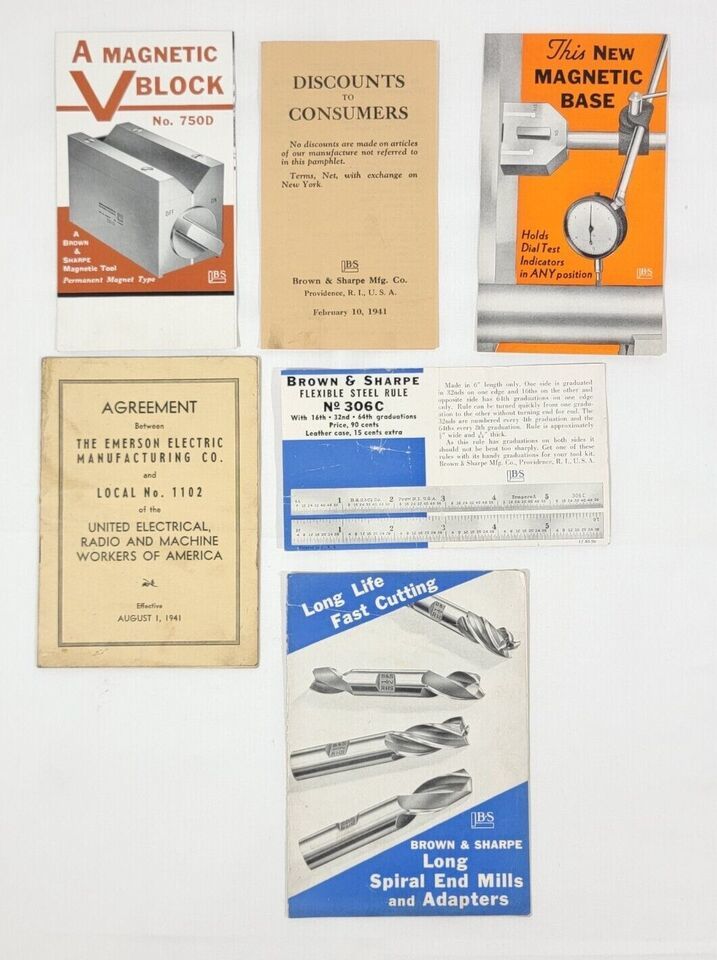 A MAGNETIC
V BLOCK
No. 750D
OFF
ON
A
BROWN
&
SHARPE
Magnetic Tool
Permanent Magnet Type
B&S
DISCOUNTS
TO
CONSUMERS
No discounts are made on articles
of our manufacture not referred to
in this pamphlet.
Terms, Net, with exchange on
New York.
B&S
Brown & Sharpe Mfg. Co.
Providence, R. I., U. S. A.
February 10, 1941
This NEW
MAGNETIC
BASE
Holds
Dial Test
Indicators
in ANY position
B&S
AGREEMENT
Between
THE EMERSON ELECTRIC
MANUFACTURING CO.
and
LOCAL No. 1102
of the
UNITED ELECTRICAL,
RADIO AND MACHINE
WORKERS OF AMERICA
Effective
AUGUST 1, 1941
BROWN & SHARPE
FLEXIBLE STEEL RULE
No 306C
With 16th • 32nd • 64th graduations
Price, 90 cents
Leather case, 15 cents extra
Made in 6" length only. One side is graduated
in 32nds on one edge and 16ths on the other and
opposite side has 64th graduations on one edge
only. Rule can be turned quickly from one gradu-
ation to the other without turning end for end. The
32nds are numbered every 4th graduation and the
64ths every 8th graduation. Rule is approximately
wide and thick.
As this rule has graduations on both sides it
should not be bent too sharply. Get one of these
rules with its handy graduations for your tool kit.
Brown & Sharpe Mfg. Co., Providence, R. I., U. S. A.
B&S
1 2 3 4 Tempered 5 306C
1 2 3 4 5
Long Life
Fast Cutting
B&S
BROWN & SHARPE
Long
Spiral End Mills
and Adapters